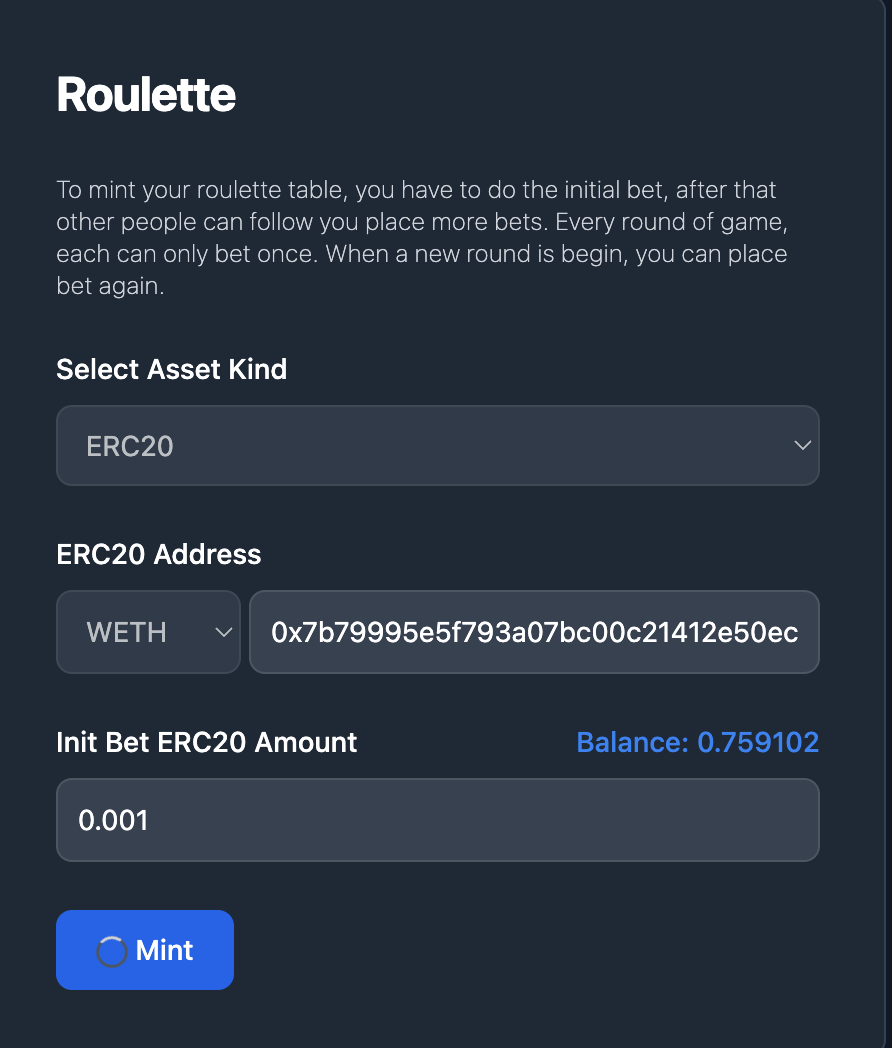 Roulette
To mint your roulette table, you have to do the initial bet, after that
other people can follow you place more bets. Every round of game,
each can only bet once. When a new round is begin, you can place
bet again.
Select Asset Kind
ERC20
ERC20 Address
WETH 0x7b79995e5f793a07bc00c21412e50ec
Init Bet ERC20 Amount Balance: 0.759102
0.001
Mint